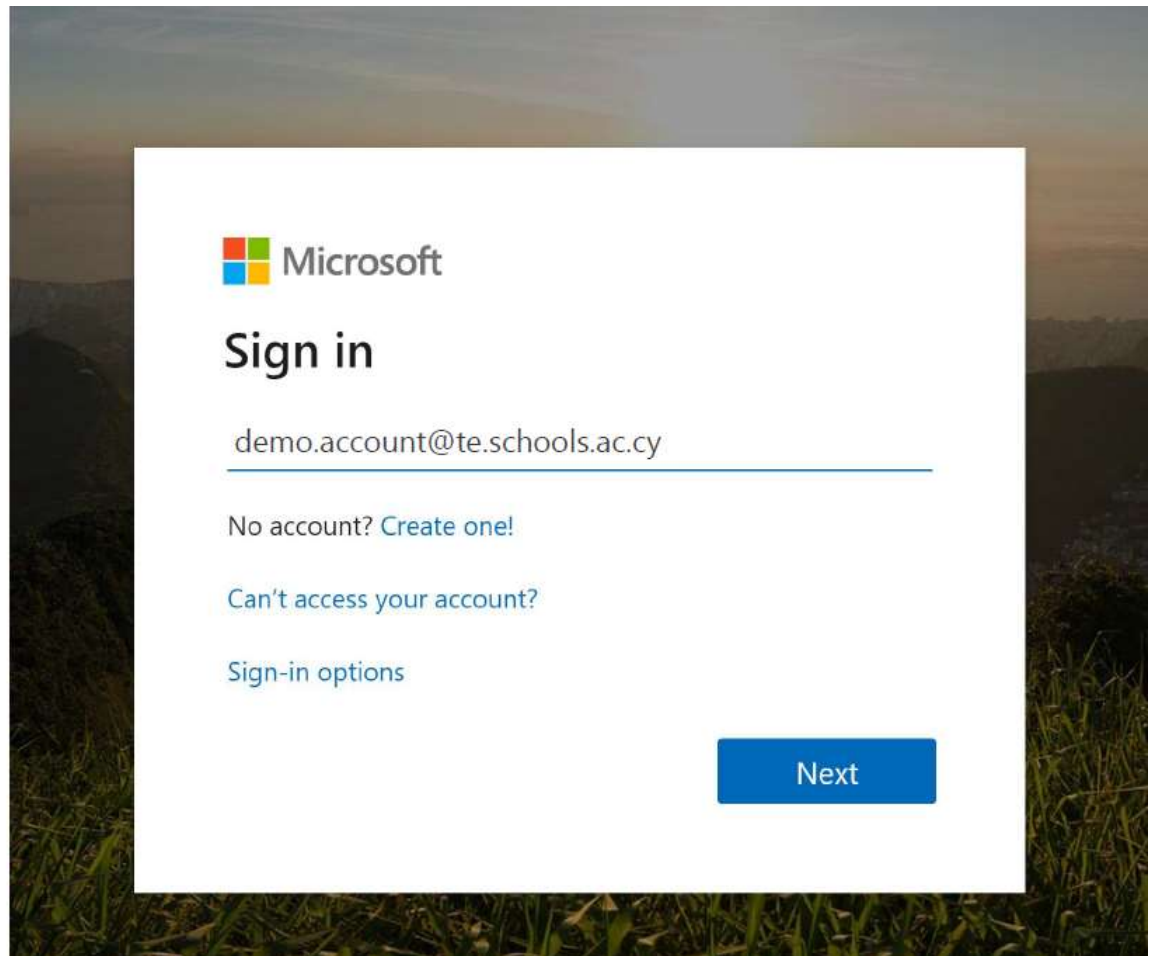 Microsoft
Sign in
demo.account@te.schools.ac.cy
No account? Create one!
Can't access your account?
Sign-in options
Next